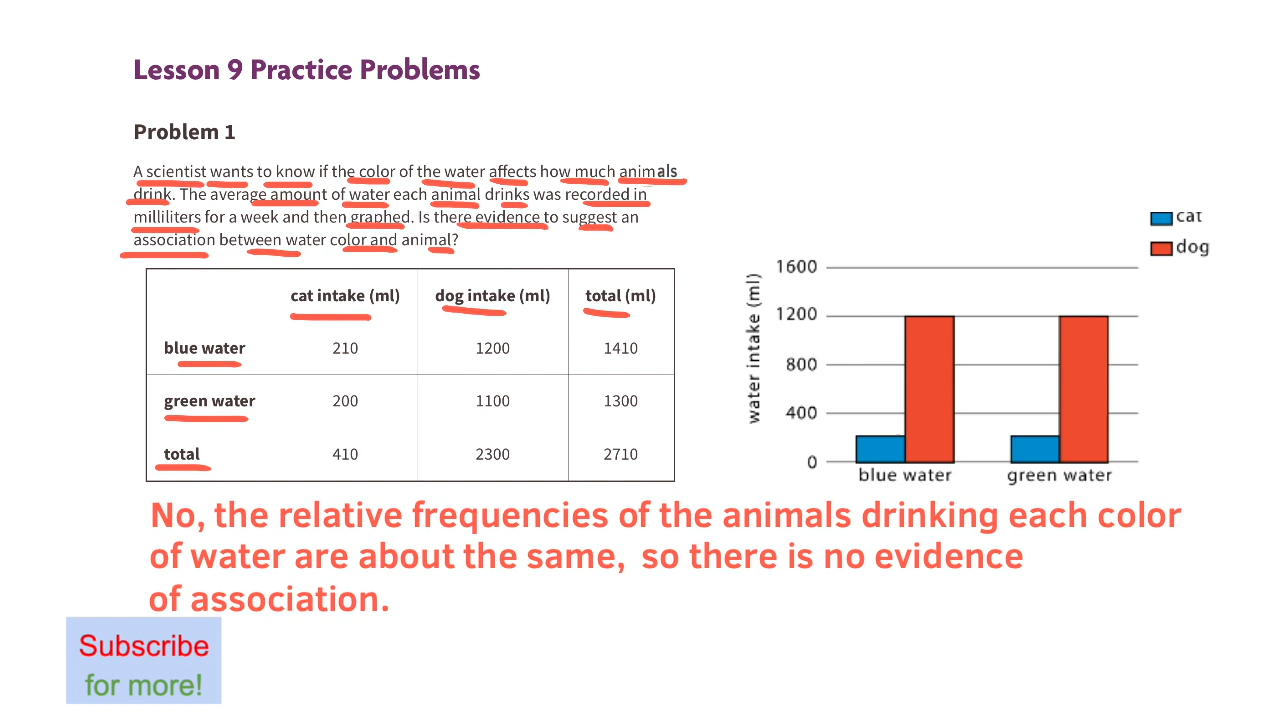 Lesson 9 Practice Problems
Problem 1
A scientist wants to know if the color of the water affects how much animals
drink. The average amount of water each animal drinks was recorded in
milliliters for a week and then graphed. Is there evidence to suggest an
association between water color and animal?
cat intake (ml) dog intake (ml) total (ml)
blue water 210 1200 1410
green water 200 1100 1300
total 410 2300 2710
cat
dog
water intake (ml)
1600
1200
800
400
0
blue water green water
No, the relative frequencies of the animals drinking each color
of water are about the same, so there is no evidence
of association.
Subscribe
for more!